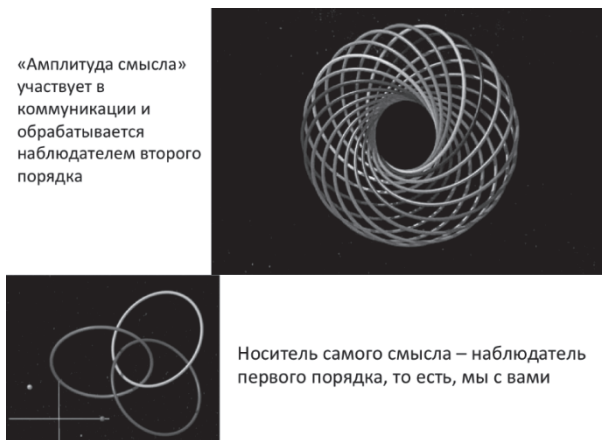 «Амплитуда смысла»
участвует в
коммуникации и
обрабатывается
наблюдателем второго
порядка
Носитель самого смысла – наблюдатель
первого порядка, то есть, мы с вами